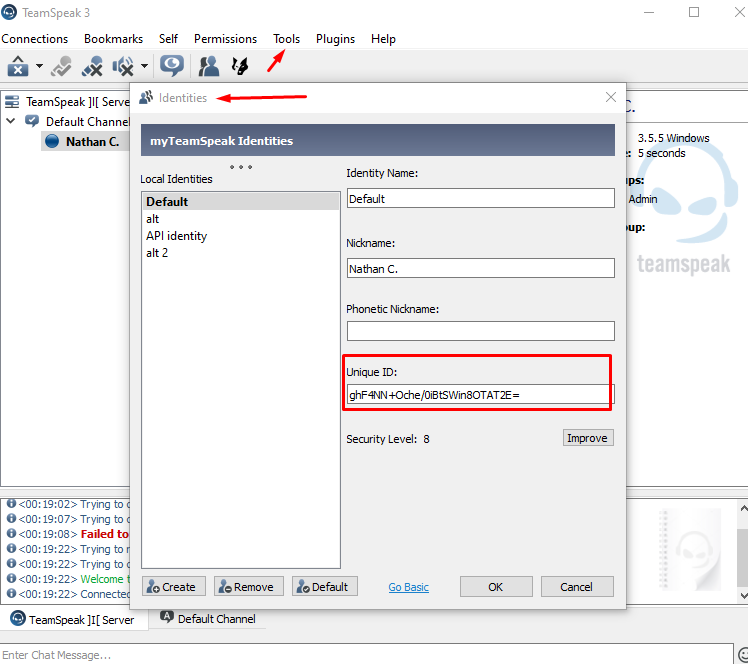 TeamSpeak 3
Connections Bookmarks Self Permissions Tools Plugins Help
TeamSpeak ]I[ Server
Default Channel
Nathan C.
Identities
myTeamSpeak Identities
Local Identities
Default
alt
API identity
alt 2
Identity Name:
Default
Nickname:
Nathan C.
Phonetic Nickname:
Unique ID:
ghF4NN+Oche/0iBtSWin8OTAT2E=
Security Level: 8
Improve
Create
Remove
Default
Go Basic
OK
Cancel
C.
3.5.5 Windows
5 seconds
ups:
Admin
oup:
teamspeak
<00:19:02> Trying to
<00:19:07> Trying to
<00:19:08> Failed to
<00:19:22> Trying to
<00:19:22> Trying to
<00:19:22> Welcome t
<00:19:22> Connected
TeamSpeak ]I[ Server
Default Channel
Enter Chat Message...